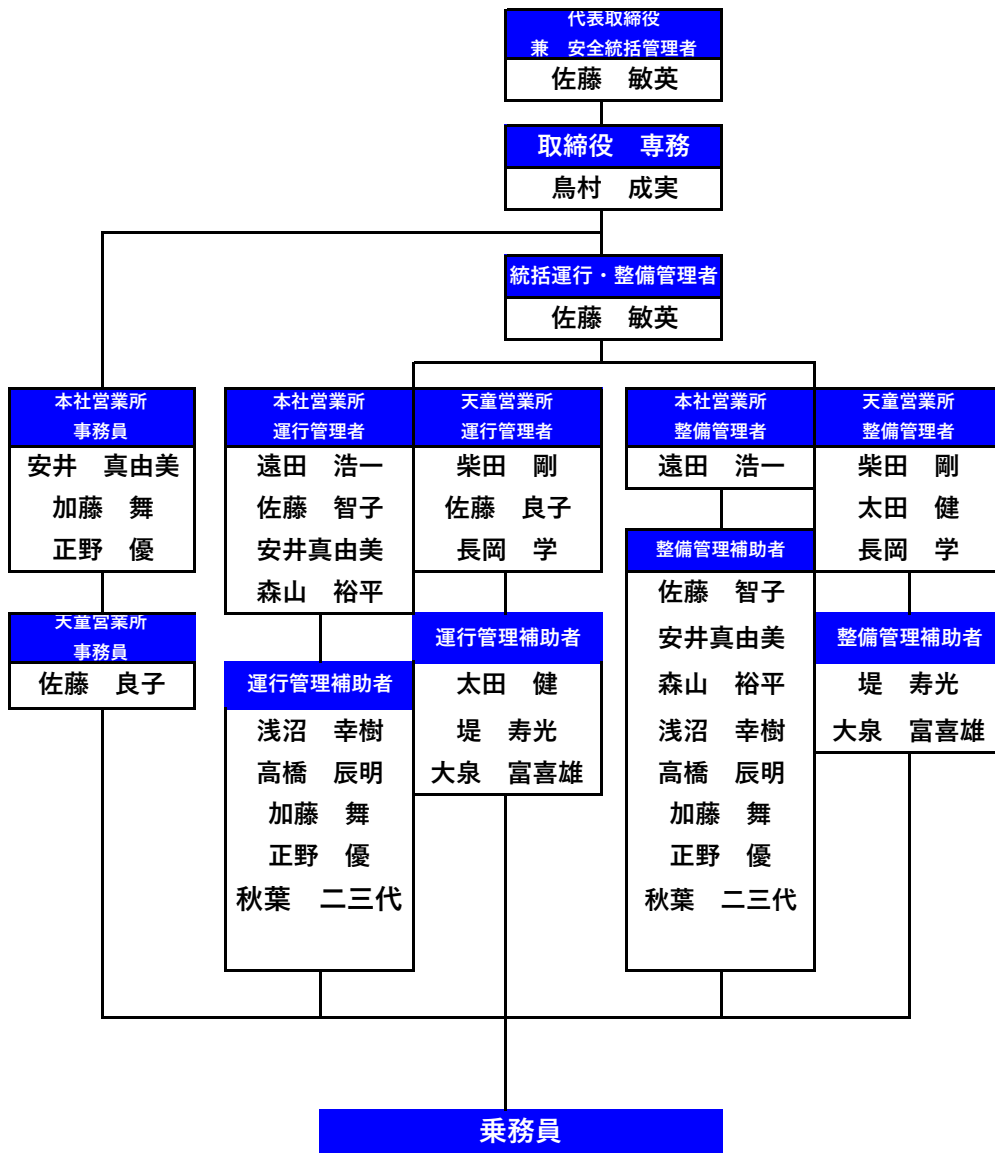 代表取締役
兼　安全統括管理者
佐藤　敏英
取締役　専務
鳥村　成実
統括運行・整備管理者
佐藤　敏英
本社営業所
事務員
安井　真由美
加藤　舞
正野　優
天童営業所
事務員
佐藤　良子
本社営業所
運行管理者
遠田　浩一
佐藤　智子
安井真由美
森山　裕平
運行管理補助者
浅沼　幸樹
高橋　辰明
加藤　舞
正野　優
秋葉　二三代
天童営業所
運行管理者
柴田　剛
佐藤　良子
長岡　学
運行管理補助者
太田　健
堤　寿光
大泉　富喜雄
本社営業所
整備管理者
遠田　浩一
整備管理補助者
佐藤　智子
安井真由美
森山　裕平
浅沼　幸樹
高橋　辰明
加藤　舞
正野　優
秋葉　二三代
天童営業所
整備管理者
柴田　剛
太田　健
長岡　学
整備管理補助者
堤　寿光
大泉　富喜雄
乗務員